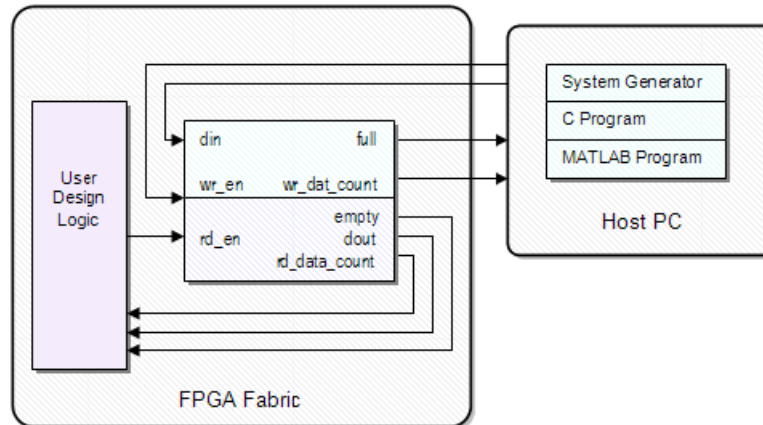 System Generator
C Program
MATLAB Program
Host PC
User
Design
Logic
din full
wr_en wr_dat_count
empty
rd_en dout
rd_data_count
FPGA Fabric